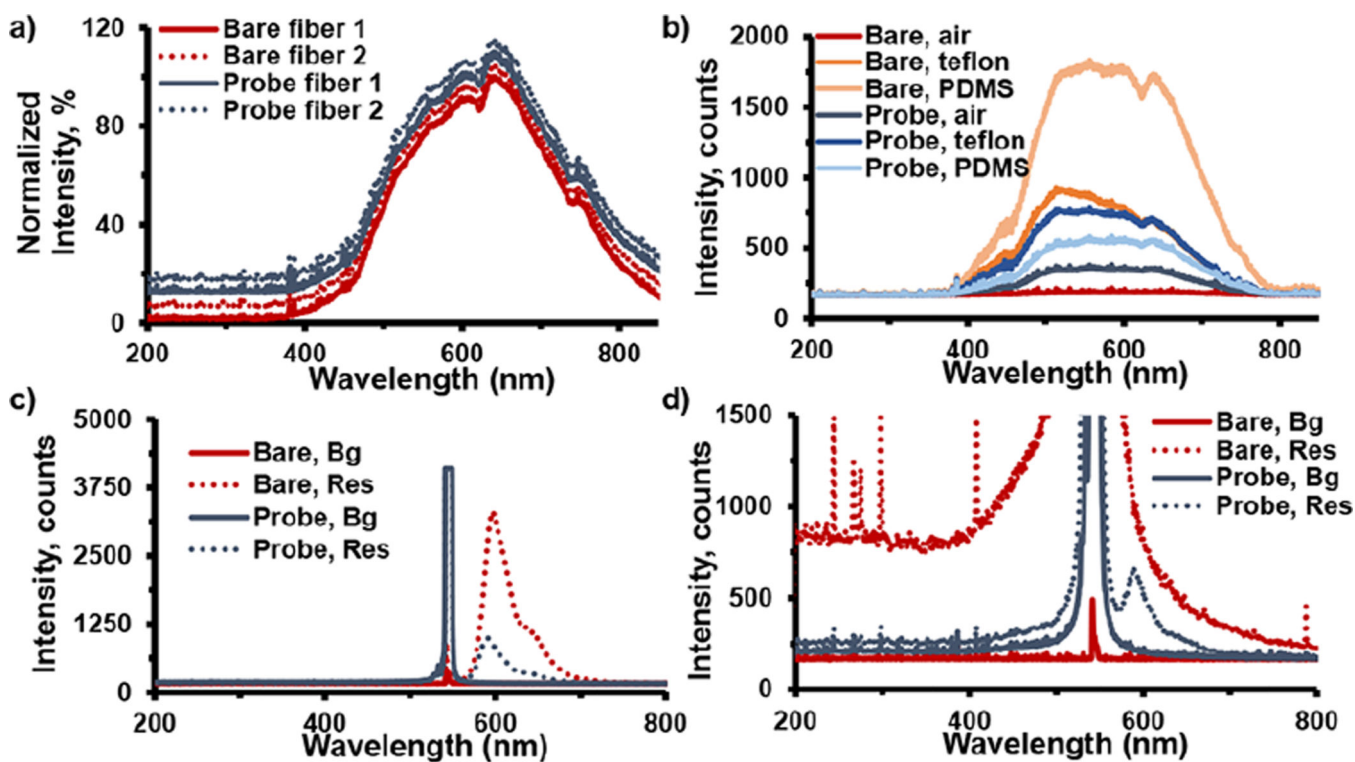 a)
120
80
40
0
Normalized
Intensity, %
Bare fiber 1
Bare fiber 2
Probe fiber 1
Probe fiber 2
200 400 600 800
Wavelength (nm)
b)
2000
1500
1000
500
0
Intensity, counts
Bare, air
Bare, teflon
Bare, PDMS
Probe, air
Probe, teflon
Probe, PDMS
200 400 600 800
Wavelength (nm)
c)
5000
3750
2500
1250
0
Intensity, counts
Bare, Bg
Bare, Res
Probe, Bg
Probe, Res
200 400 600 800
Wavelength (nm)
d)
1500
1000
500
0
Intensity, counts
Bare, Bg
Bare, Res
Probe, Bg
Probe, Res
200 400 600 800
Wavelength (nm)